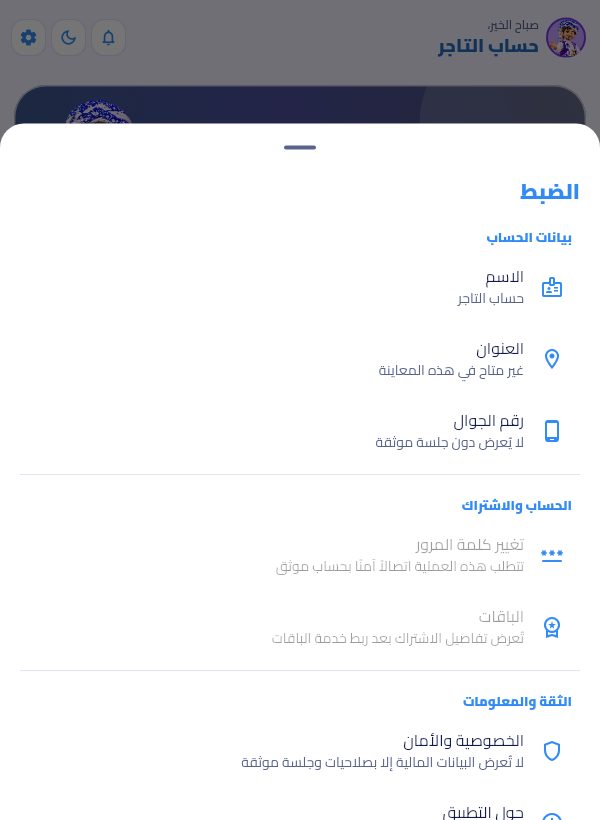 صباح الخير،
حساب التاجر
الضبط
بيانات الحساب
الاسم
حساب التاجر
العنوان
غير متاح في هذه المعاينة
رقم الجوال
لا يُعرض دون جلسة موثقة
الحساب والاشتراك
تغيير كلمة المرور
تتطلب هذه العملية اتصالاً آمنًا بحساب موثق
الباقات
تُعرض تفاصيل الاشتراك بعد ربط خدمة الباقات
الثقة والمعلومات
الخصوصية والأمان
لا تُعرض البيانات المالية إلا بصلاحيات وجلسة موثقة
حول التطبيق